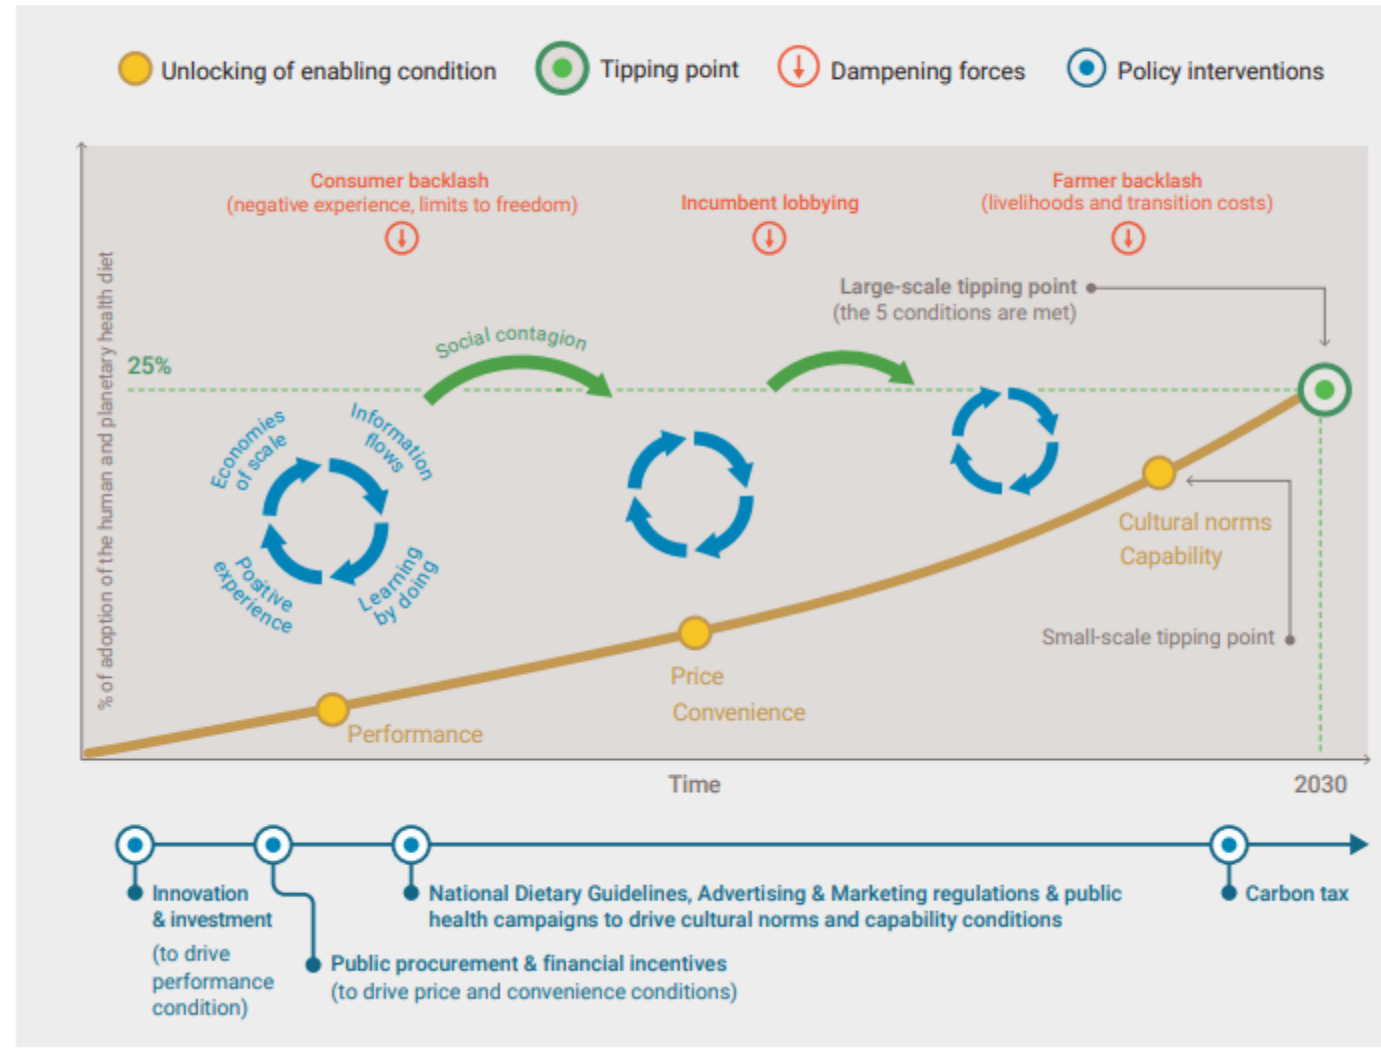 Unlocking of enabling condition
Tipping point
Dampening forces
Policy interventions
Consumer backlash
(negative experience, limits to freedom)
Incumbent lobbying
Farmer backlash
(livelihoods and transition costs)
Large-scale tipping point
(the 5 conditions are met)
% of adoption of the human and planetary health diet
25%
Social contagion
Economies
of scale
Information
flows
Positive
experience
Learning
by doing
Cultural norms
Capability
Small-scale tipping point
Price
Convenience
Performance
Time
2030
Innovation
& investment
(to drive
performance
condition)
National Dietary Guidelines, Advertising & Marketing regulations & public
health campaigns to drive cultural norms and capability conditions
Carbon tax
Public procurement & financial incentives
(to drive price and convenience conditions)